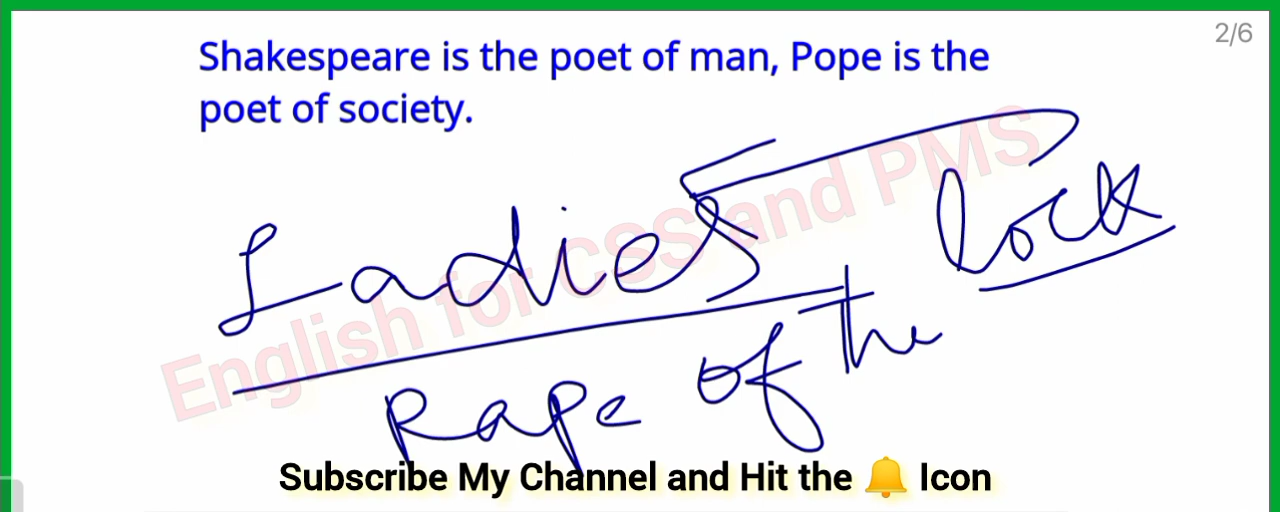 2/6
Shakespeare is the poet of man, Pope is the
poet of society.
English for CSS and PMS
Ladies
Rape of the lock
Subscribe My Channel and Hit the 🔔 Icon